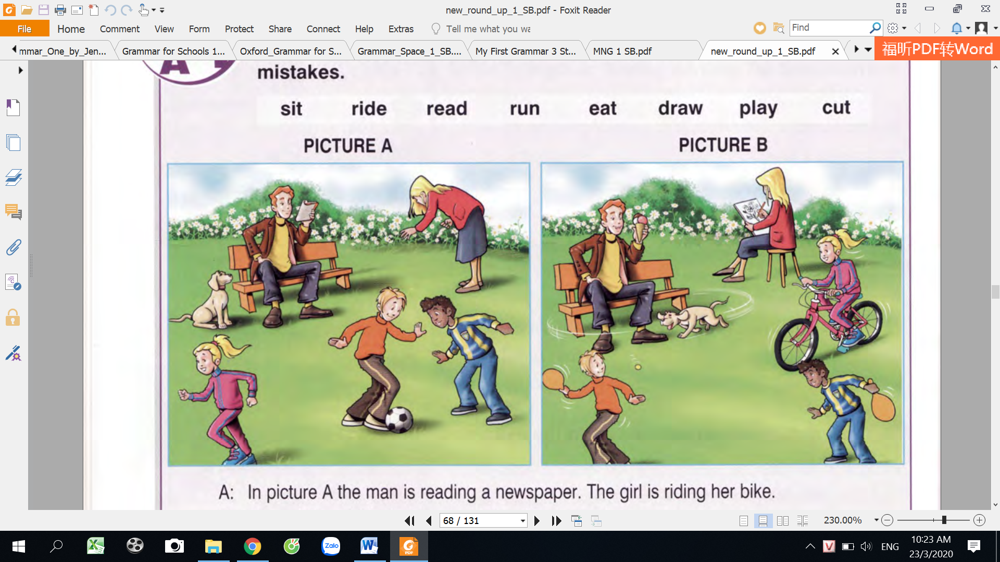 new_round_up_1_SB.pdf - Foxit Reader
File Home Comment View Form Protect Share Connect Help Extras Tell me what you wa
Find
mmar_One_by_Jen... Grammar for Schools 1... Oxford_Grammar for S... Grammar_Space_1_SB.... My First Grammar 3 St... MNG 1 SB.pdf new_round_up_1_SB.pdf
福昕PDF转Word
mistakes.
sit ride read run eat draw play cut
PICTURE A PICTURE B
A: In picture A the man is reading a newspaper. The girl is riding her bike.
68 / 131
230.00%
Zalo
PDF
ENG
10:23 AM
23/3/2020